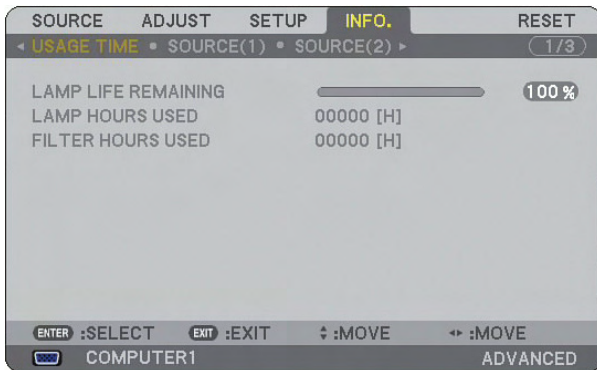 SOURCE ADJUST SETUP INFO. RESET
USAGE TIME • SOURCE(1) • SOURCE(2) 1/3
LAMP LIFE REMAINING 100 %
LAMP HOURS USED 00000 [H]
FILTER HOURS USED 00000 [H]
ENTER :SELECT EXIT :EXIT :MOVE :MOVE
COMPUTER1 ADVANCED